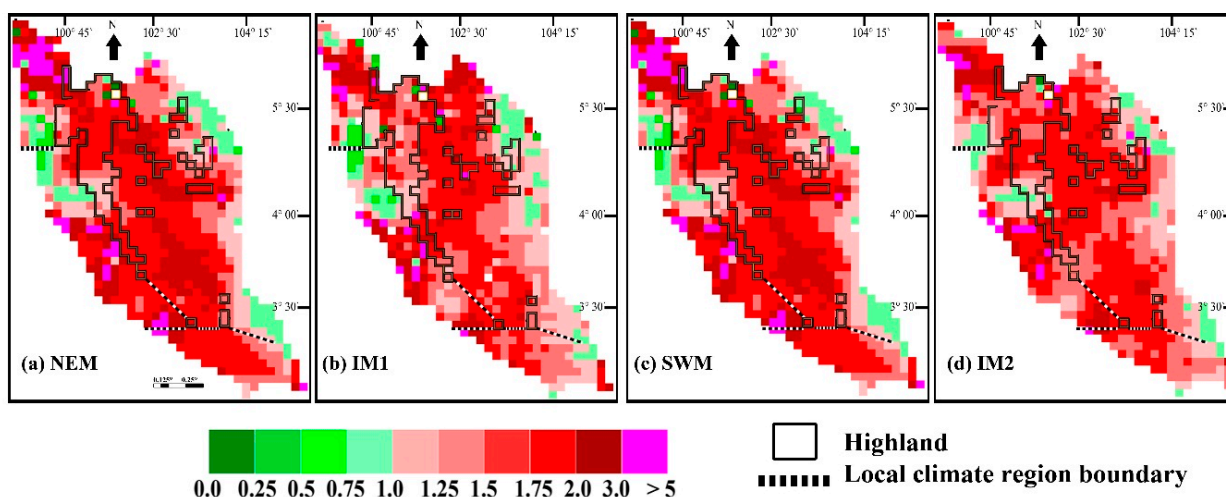 N N N N
100° 45' 102° 30' 104° 15' 100° 45' 102° 30' 104° 15' 100° 45' 102° 30' 104° 15' 100° 45' 102° 30' 104° 15'
5° 30' 5° 30' 5° 30' 5° 30'
4° 00' 4° 00' 4° 00' 4° 00'
3° 30' 3° 30' 3° 30' 3° 30'
(a) NEM (b) IM1 (c) SWM (d) IM2
0.125° 0.25°
Highland
Local climate region boundary
0.0 0.25 0.5 0.75 1.0 1.25 1.5 1.75 2.0 3.0 > 5